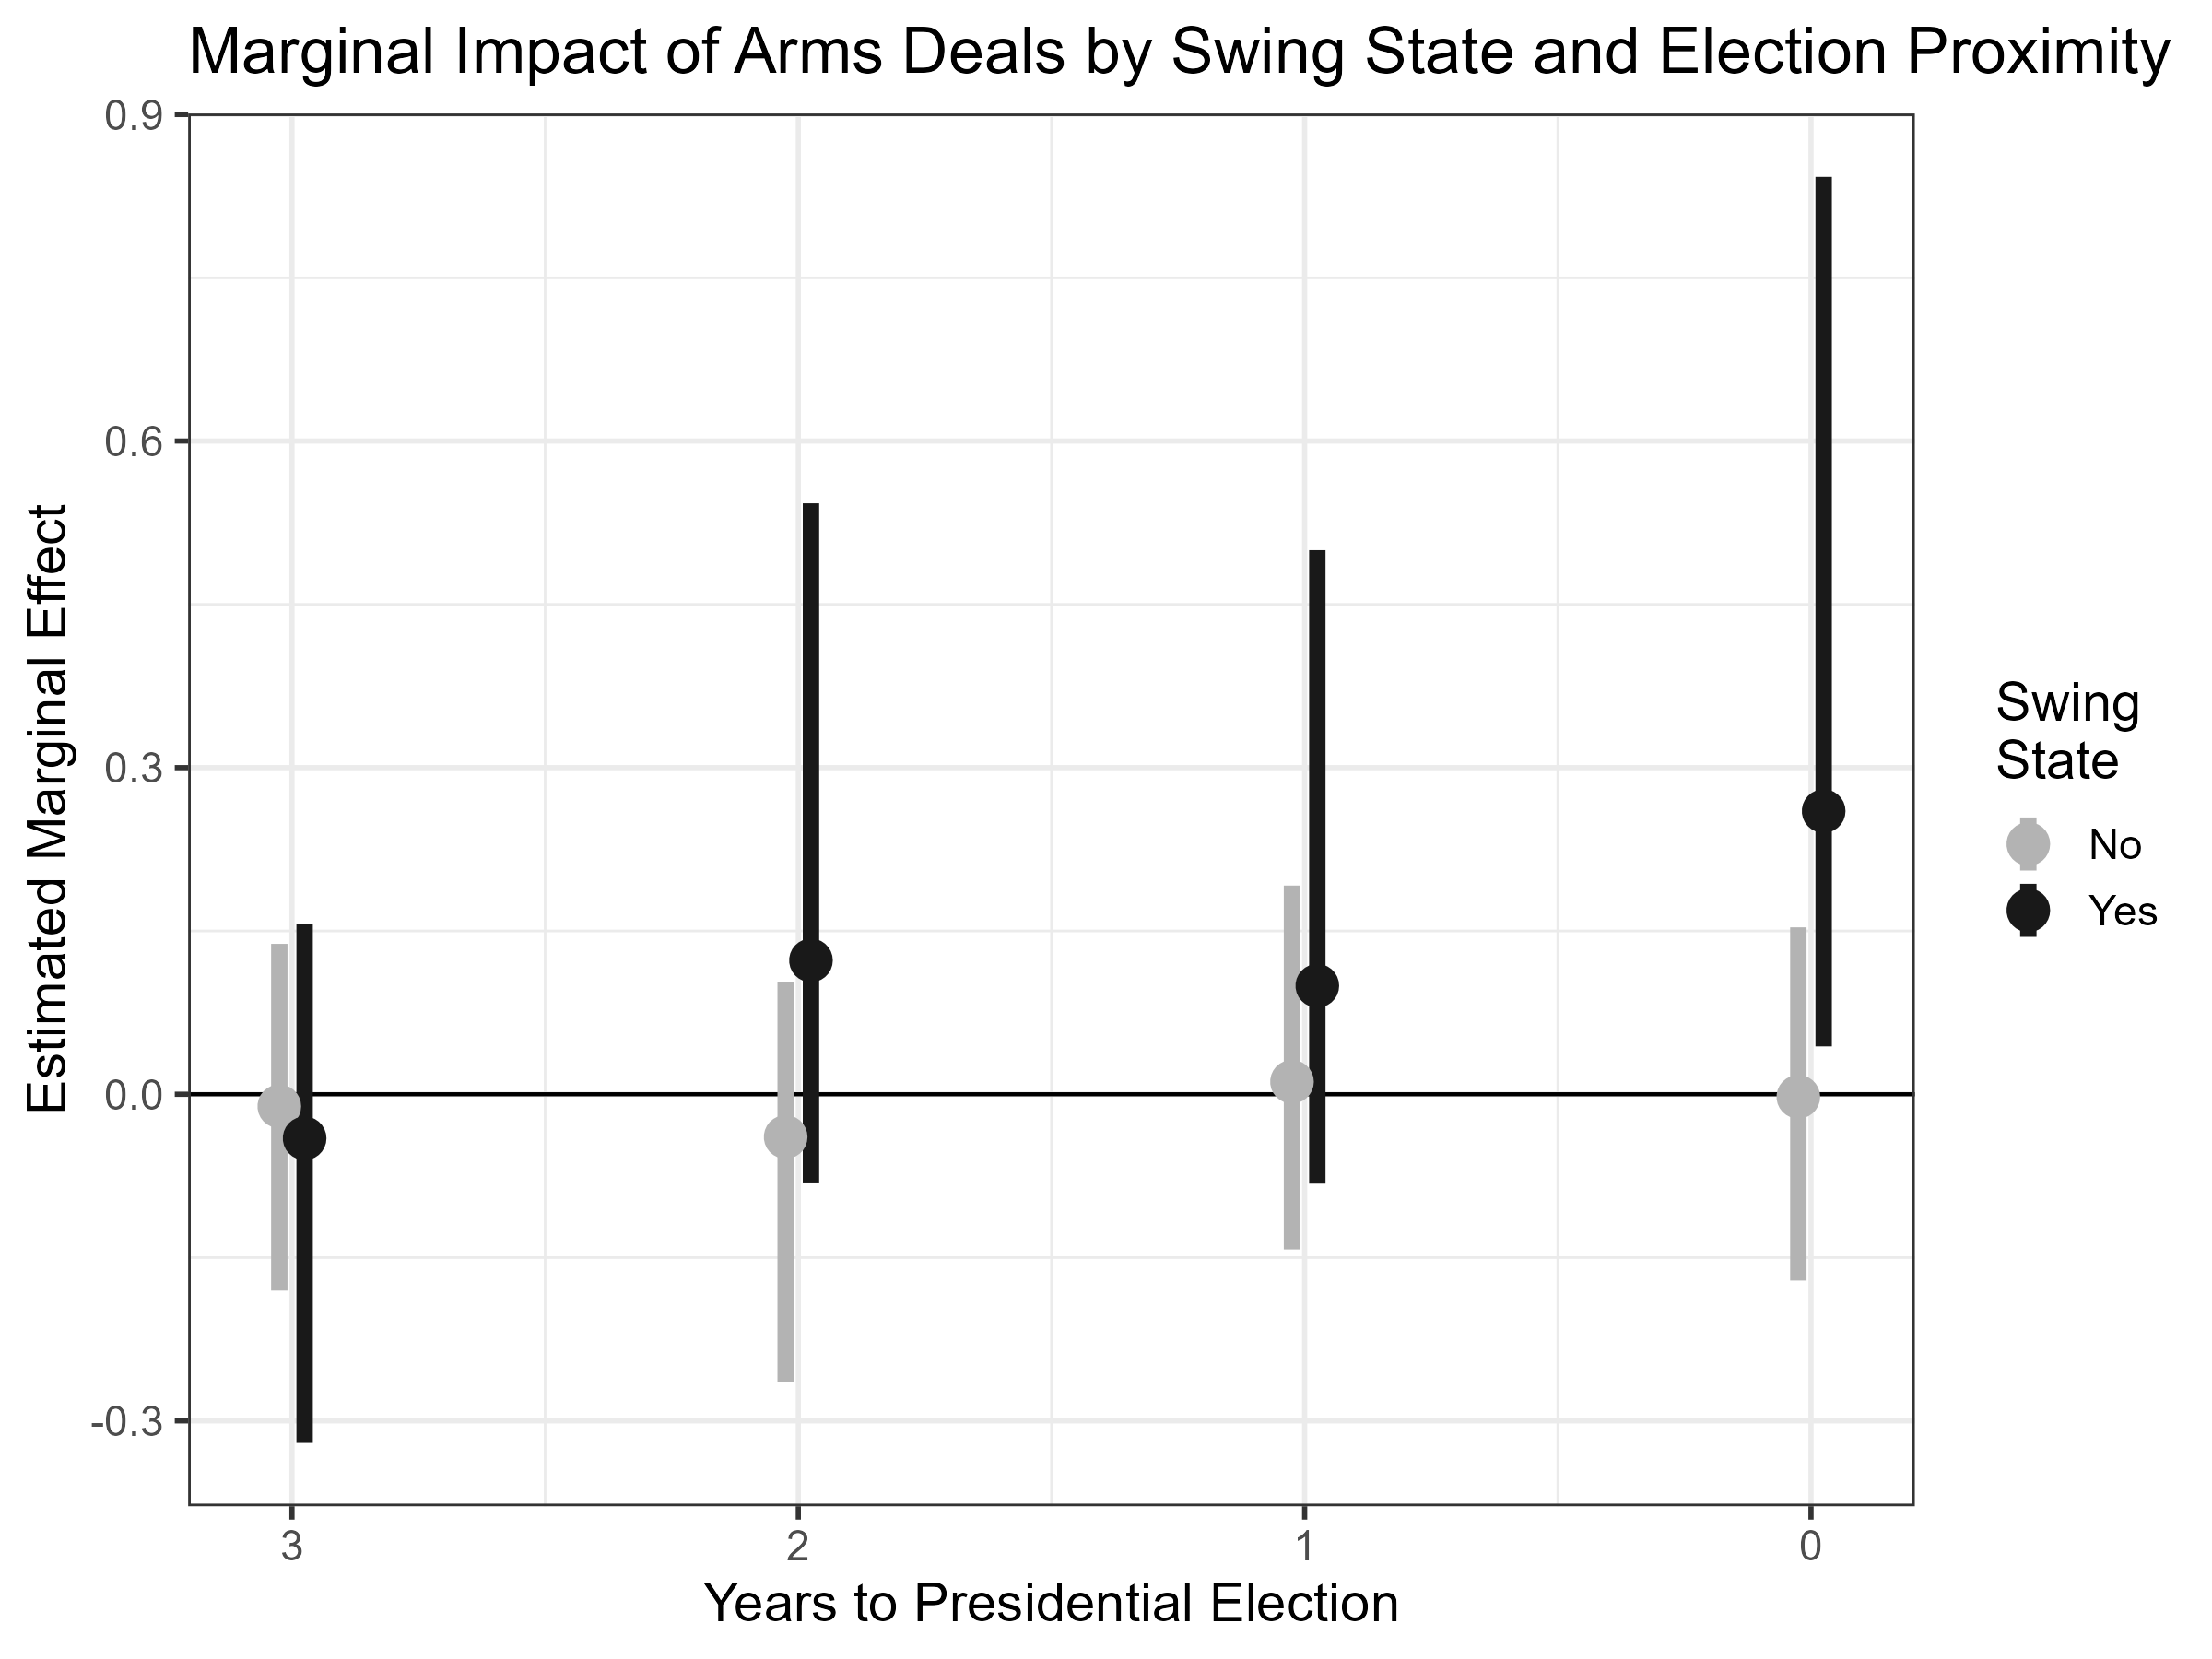 Marginal Impact of Arms Deals by Swing State and Election Proximity
Estimated Marginal Effect
0.9
0.6
0.3
0.0
-0.3
3
2
1
0
Years to Presidential Election
Swing
State
No
Yes